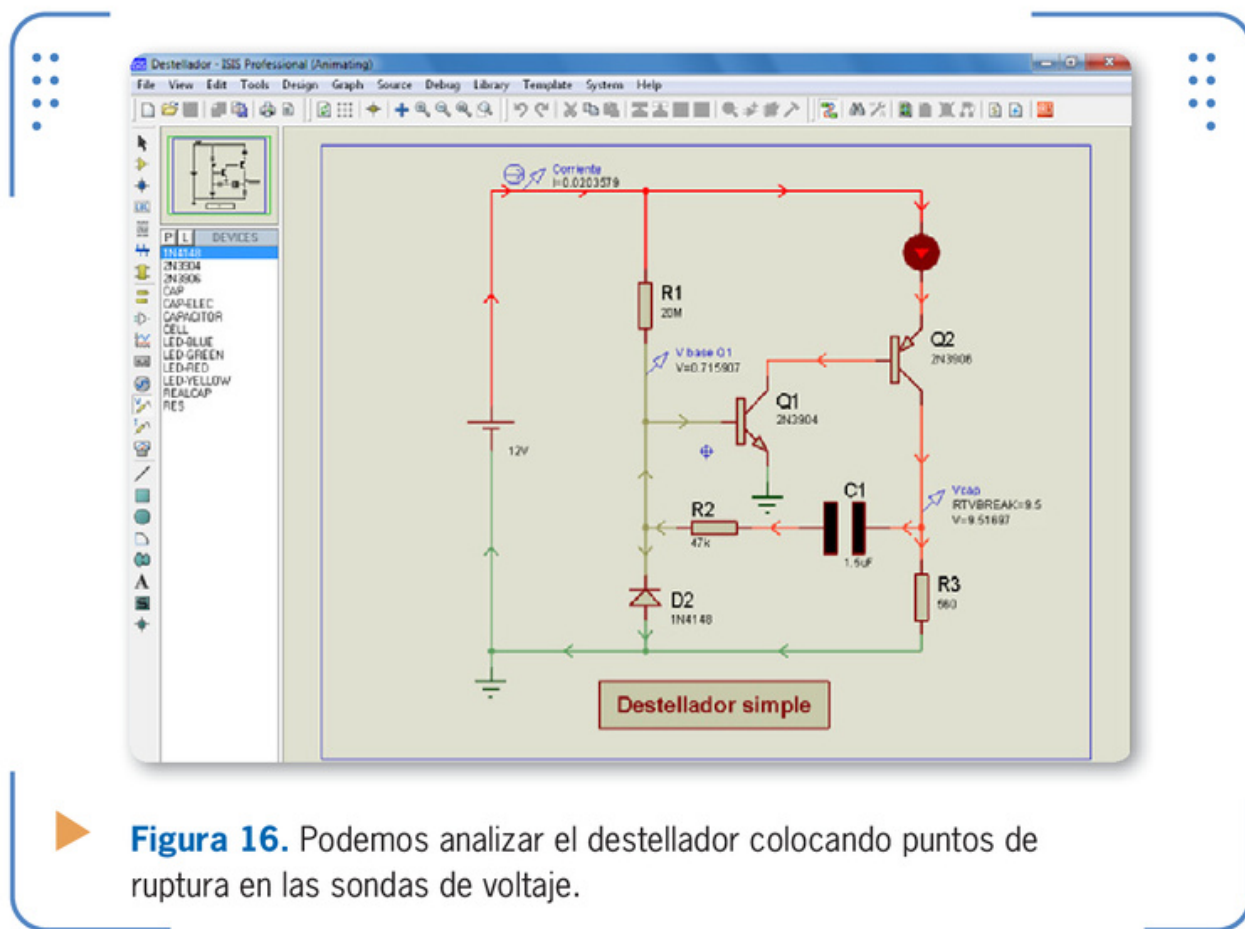 Destellador - ISIS Professional (Animating)
File View Edit Tools Design Graph Source Debug Library Template System Help
P L DEVICES
1N4148
2N3904
2N3906
CAP
CAP-ELEC
CAPACITOR
CELL
LED-BLUE
LED-GREEN
LED-RED
LED-YELLOW
REALCAP
RES
A
Corriente
I=0.0203579
R1
20M
V base Q1
V=0.715907
Q1
2N3904
Q2
2N3906
12V
R2
47k
C1
1.5uF
Vcap
RTVBREAK=9.5
V=9.51697
R3
560
D2
1N4148
Destellador simple
Figura 16. Podemos analizar el destellador colocando puntos de
ruptura en las sondas de voltaje.